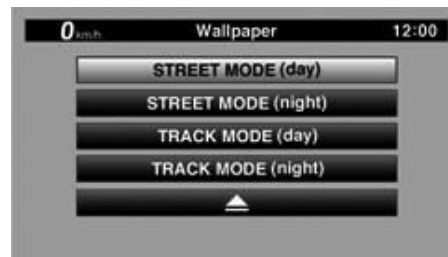 0 km/h Wallpaper 12:00
STREET MODE (day)
STREET MODE (night)
TRACK MODE (day)
TRACK MODE (night)